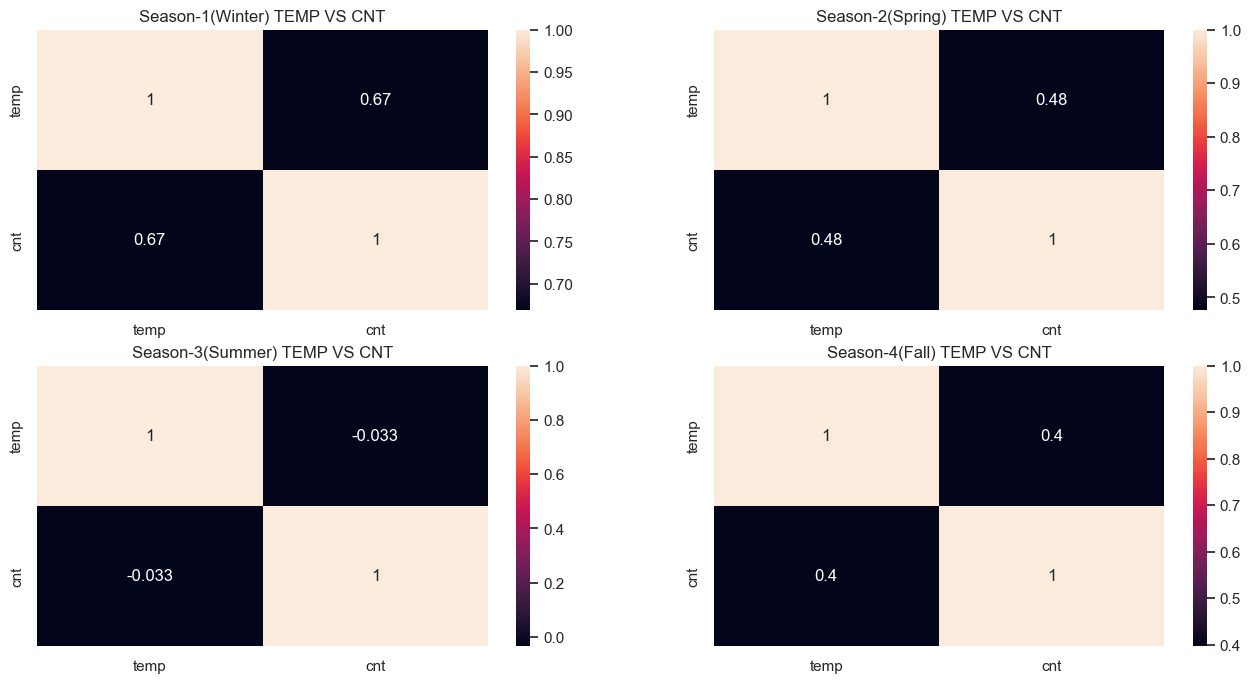 Season-1(Winter) TEMP VS CNT
temp
1
0.67
cnt
0.67
1
temp
cnt
1.00
0.95
0.90
0.85
0.80
0.75
0.70
Season-2(Spring) TEMP VS CNT
temp
1
0.48
cnt
0.48
1
temp
cnt
1.0
0.9
0.8
0.7
0.6
0.5
Season-3(Summer) TEMP VS CNT
temp
1
-0.033
cnt
-0.033
1
temp
cnt
1.0
0.8
0.6
0.4
0.2
0.0
Season-4(Fall) TEMP VS CNT
temp
1
0.4
cnt
0.4
1
temp
cnt
1.0
0.9
0.8
0.7
0.6
0.5
0.4